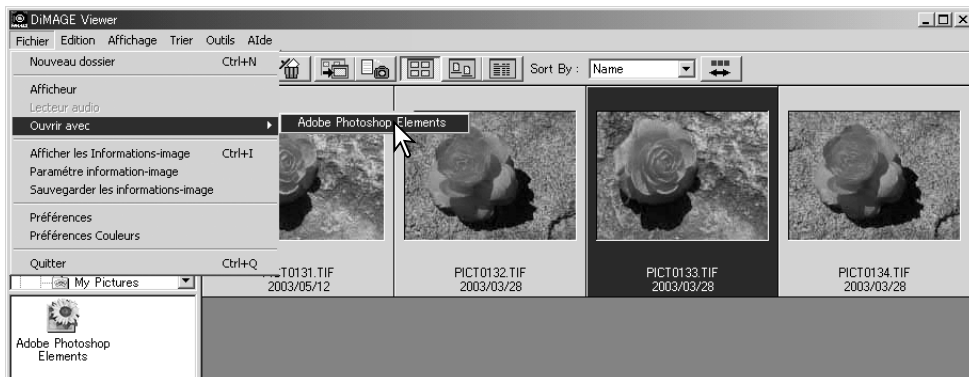 DiMAGE Viewer
Fichier Edition Affichage Trier Outils AIde
Nouveau dossier Ctrl+N
Sort By : Name
Afficheur
Lecteur audio
Ouvrir avec
Adobe Photoshop Elements
Afficher les Informations-image Ctrl+I
Paramétre information-image
Sauvegarder les informations-image
Préférences
Préférences Couleurs
Quitter Ctrl+Q
My Pictures
CT0131.TIF
2003/05/12
PICT0132.TIF
2003/03/28
PICT0133.TIF
2003/03/28
PICT0134.TIF
2003/03/28
Adobe Photoshop
Elements